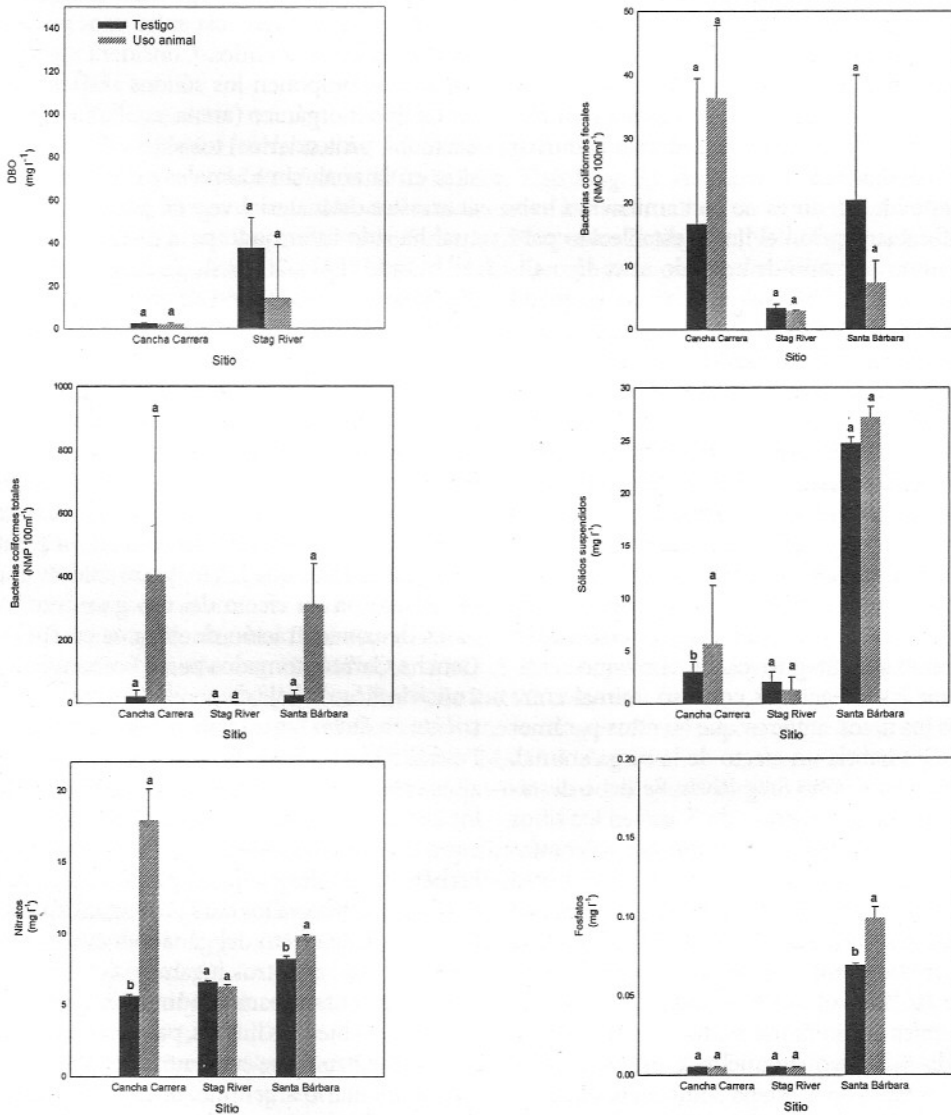 Testigo
Uso animal
140
120
100
80
60
40
20
0
DBO
(mg l⁻¹)
a
a
a
a
Cancha Carrera
Stag River
Sitio
50
40
30
20
10
0
Bacterias coliformes fecales
(NMO 100ml⁻¹)
a
a
a
a
a
a
Cancha Carrera
Stag River
Santa Bárbara
Sitio
1000
800
600
400
200
0
Bacterias coliformes totales
(NMP 100ml⁻¹)
a
a
a
a
a
a
Cancha Carrera
Stag River
Santa Bárbara
Sitio
30
25
20
15
10
5
0
Sólidos suspendidos
(mg l⁻¹)
b
a
a
a
a
a
Cancha Carrera
Stag River
Santa Bárbara
Sitio
20
15
10
5
0
Nitratos
(mg l⁻¹)
b
a
a
a
b
a
Cancha Carrera
Stag River
Santa Bárbara
Sitio
0.20
0.15
0.10
0.05
0.00
Fosfatos
(mg l⁻¹)
a
a
a
a
b
a
Cancha Carrera
Stag River
Santa Bárbara
Sitio